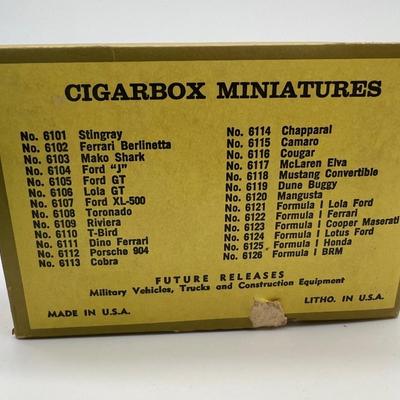 CIGARBOX MINIATURES
No. 6101 Stingray
No. 6102 Ferrari Berlinetta
No. 6103 Mako Shark
No. 6104 Ford "J"
No. 6105 Ford GT
No. 6106 Lola GT
No. 6107 Ford XL-500
No. 6108 Toronado
No. 6109 Riviera
No. 6110 T-Bird
No. 6111 Dino Ferrari
No. 6112 Porsche 904
No. 6113 Cobra
No. 6114 Chapparal
No. 6115 Camaro
No. 6116 Cougar
No. 6117 McLaren Elva
No. 6118 Mustang Convertible
No. 6119 Dune Buggy
No. 6120 Mangusta
No. 6121 Formula I Lola Ford
No. 6122 Formula I Ferrari
No. 6123 Formula I Cooper Maserati
No. 6124 Formula I Lotus Ford
No. 6125 Formula I Honda
No. 6126 Formula I BRM
FUTURE RELEASES
Military Vehicles, Trucks and Construction Equipment
MADE IN U.S.A.
LITHO. IN U.S.A.